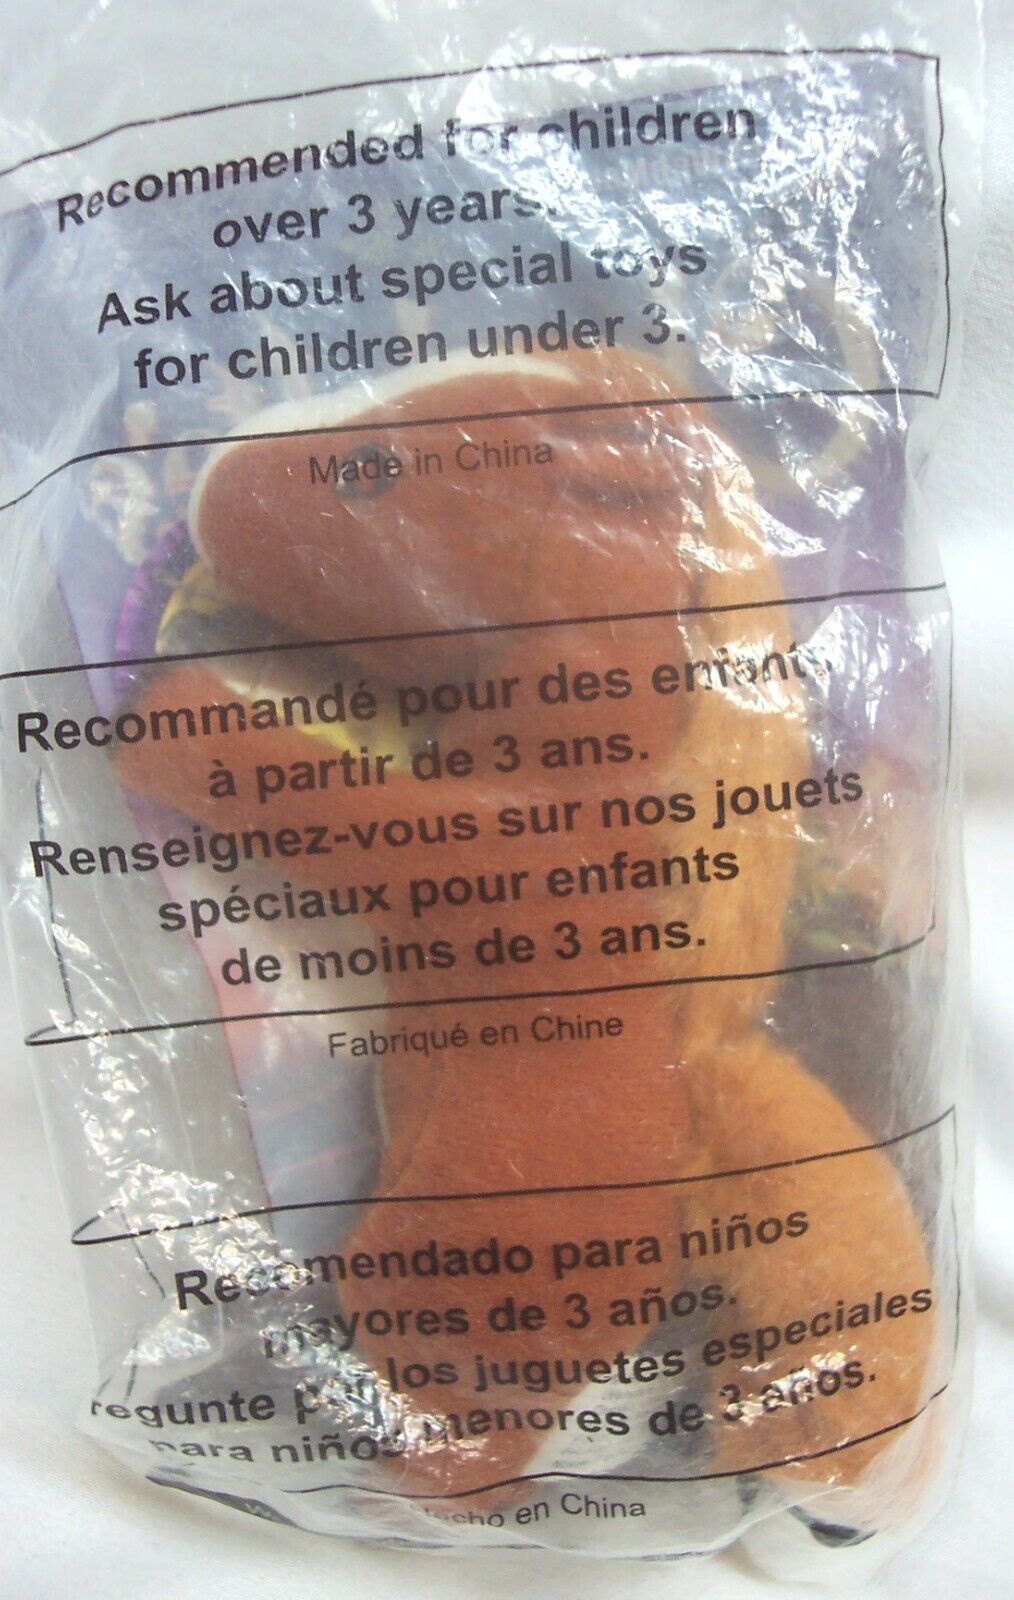 Recommended for children
over 3 years.
Ask about special toys
for children under 3.
Made in China
Recommandé pour des enfants
à partir de 3 ans.
Renseignez-vous sur nos jouets
spéciaux pour enfants
de moins de 3 ans.
Fabriqué en Chine
Recomendado para niños
mayores de 3 años.
regunte por los juguetes especiales
para niños menores de 3 años.
Hecho en China